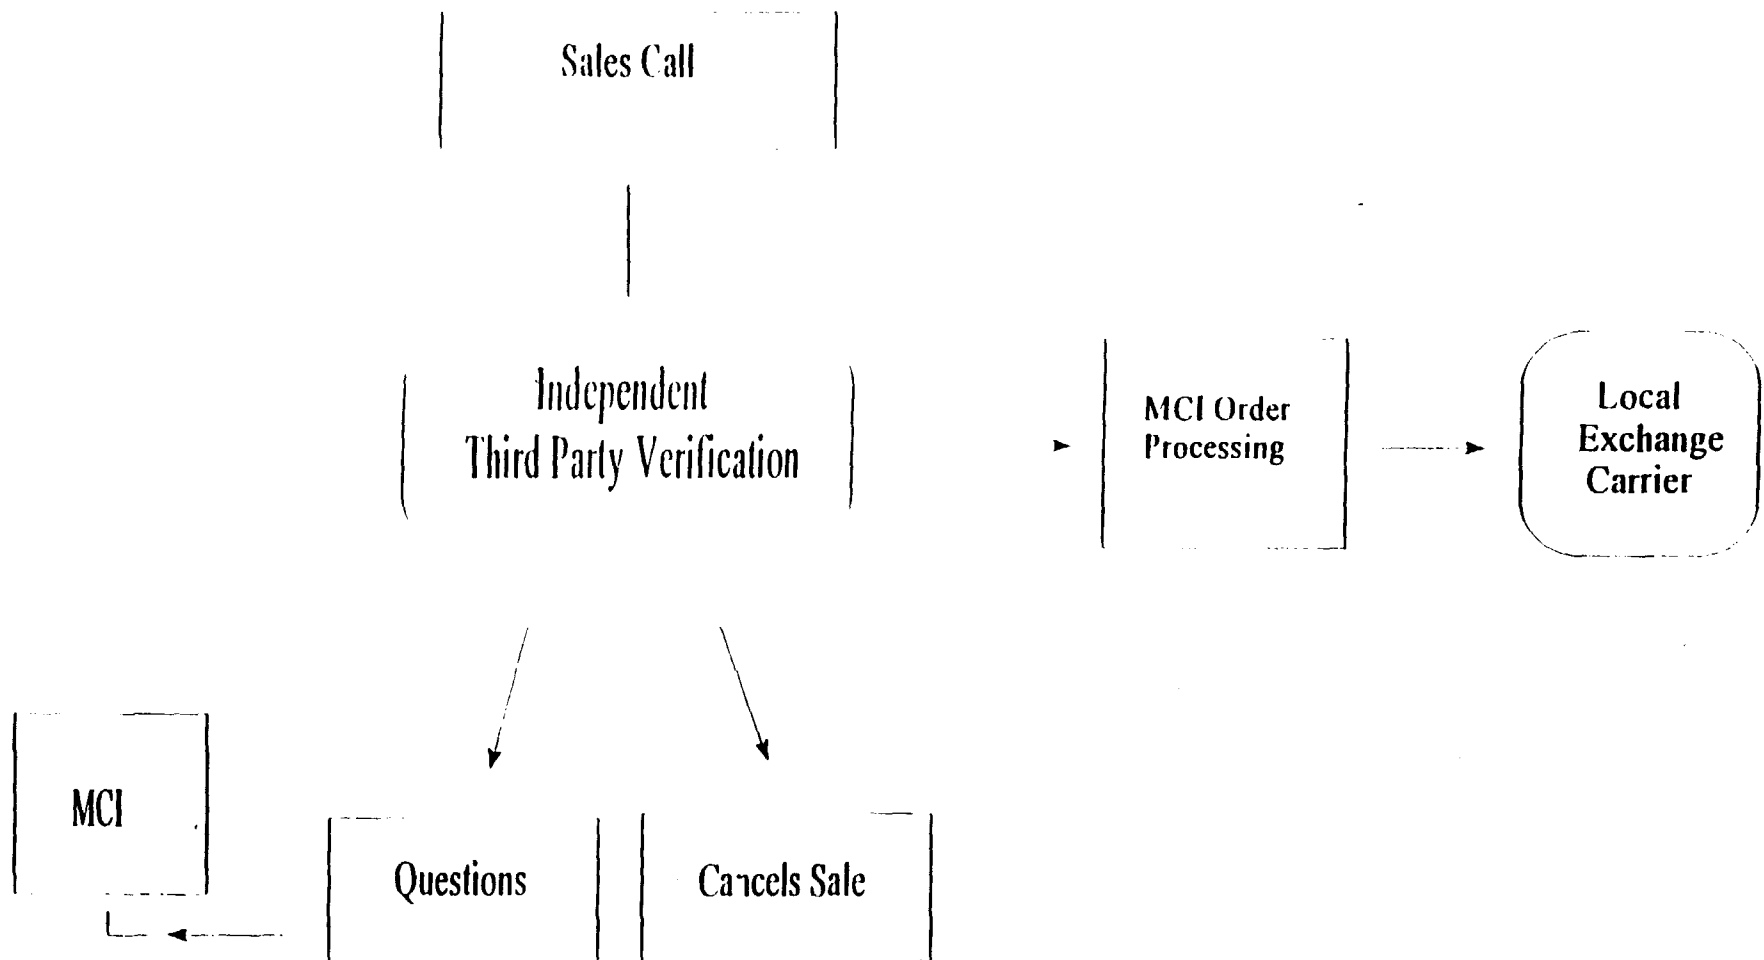 Sales Call
Independent
Third Party Verification
MCI Order
Processing
Local
Exchange
Carrier
MCI
Questions
Cancels Sale